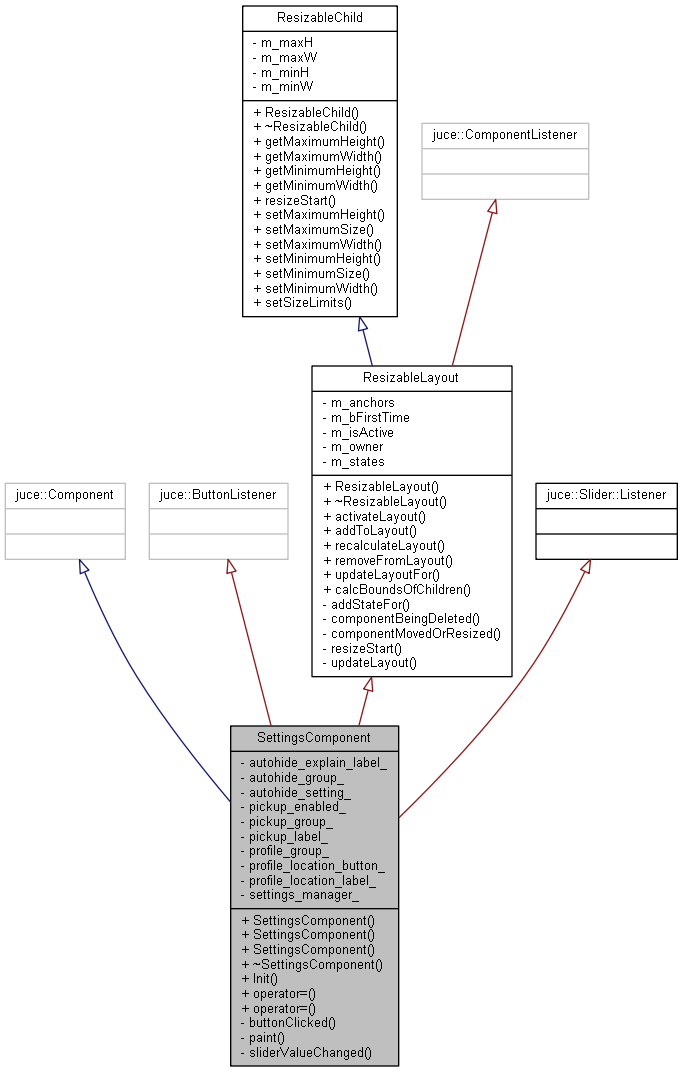 ResizableChild
- m_maxH
- m_maxW
- m_minH
- m_minW
+ ResizableChild()
+ ~ResizableChild()
+ getMaximumHeight()
+ getMaximumWidth()
+ getMinimumHeight()
+ getMinimumWidth()
+ resizeStart()
+ setMaximumHeight()
+ setMaximumSize()
+ setMaximumWidth()
+ setMinimumHeight()
+ setMinimumSize()
+ setMinimumWidth()
+ setSizeLimits()
juce::ComponentListener
ResizableLayout
- m_anchors
- m_bFirstTime
- m_isActive
- m_owner
- m_states
+ ResizableLayout()
+ ~ResizableLayout()
+ activateLayout()
+ addToLayout()
+ recalculateLayout()
+ removeFromLayout()
+ updateLayoutFor()
+ calcBoundsOfChildren()
- addStateFor()
- componentBeingDeleted()
- componentMovedOrResized()
- resizeStart()
- updateLayout()
juce::Component
juce::ButtonListener
juce::Slider::Listener
SettingsComponent
- autohide_explain_label_
- autohide_group_
- autohide_setting_
- pickup_enabled_
- pickup_group_
- pickup_label_
- profile_group_
- profile_location_button_
- profile_location_label_
- settings_manager_
+ SettingsComponent()
+ SettingsComponent()
+ SettingsComponent()
+ ~SettingsComponent()
+ Init()
+ operator=()
+ operator=()
- buttonClicked()
- paint()
- sliderValueChanged()